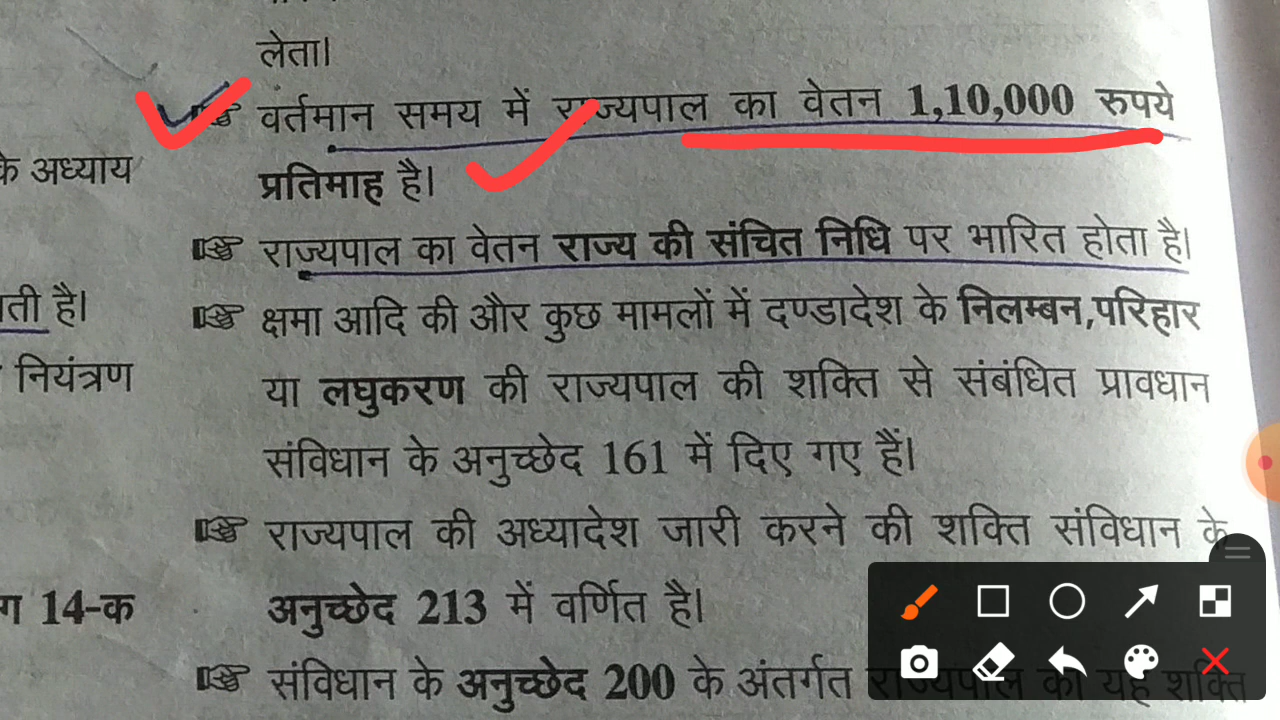 लेता।
वर्तमान समय में राज्यपाल का वेतन 1,10,000 रुपये
प्रतिमाह है।
राज्यपाल का वेतन राज्य की संचित निधि पर भारित होता है।
क्षमा आदि की और कुछ मामलों में दण्डादेश के निलम्बन,परिहार
या लघुकरण की राज्यपाल की शक्ति से संबंधित प्रावधान
संविधान के अनुच्छेद 161 में दिए गए हैं।
राज्यपाल की अध्यादेश जारी करने की शक्ति संविधान के
अनुच्छेद 213 में वर्णित है।
संविधान के अनुच्छेद 200 के अंतर्गत राज्यपाल को यह शक्ति
के अध्याय
है।
नियंत्रण
14-क